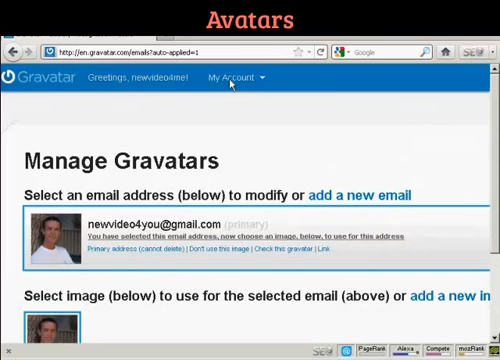 Avatars
http://en.gravatar.com/emails?auto-applied=1
Google
SEO
Gravatar
Greetings, newvideo4me!
My Account
Manage Gravatars
Select an email address (below) to modify or add a new email
newvideo4you@gmail.com (primary)
You have selected this email address, now choose an image, below, to use for this address
Primary address (cannot delete) | Don't use this image | Check this gravatar | Link
Select image (below) to use for the selected email (above) or add a new in
SEO
PageRank
Alexa
Compete
mozRank